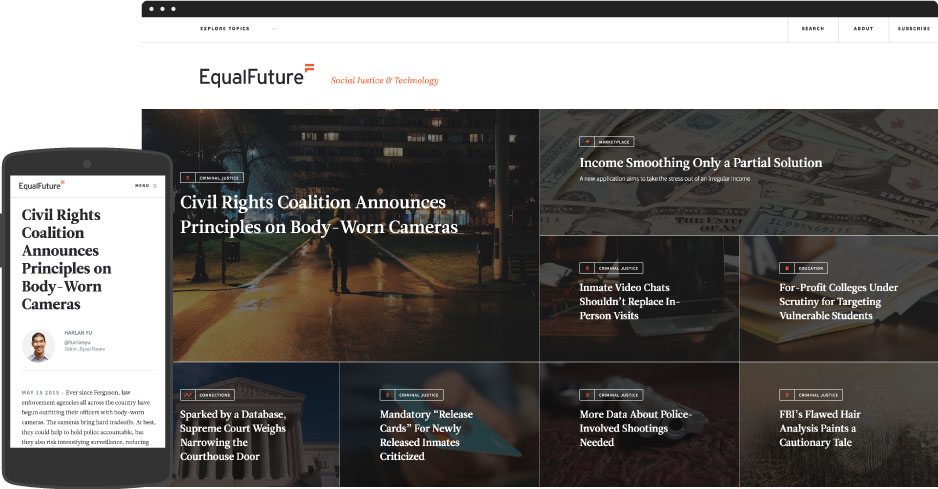 EXPLORE TOPICS
SEARCH
ABOUT
SUBSCRIBE
EqualFuture
Social Justice & Technology
CRIMINAL JUSTICE
Civil Rights Coalition Announces
Principles on Body-Worn Cameras
MARKETPLACE
Income Smoothing Only a Partial Solution
A new application aims to take the stress out of an irregular income
CRIMINAL JUSTICE
Inmate Video Chats
Shouldn't Replace In-
Person Visits
EDUCATION
For-Profit Colleges Under
Scrutiny for Targeting
Vulnerable Students
CONNECTIONS
Sparked by a Database,
Supreme Court Weighs
Narrowing the
Courthouse Door
CRIMINAL JUSTICE
Mandatory “Release
Cards” For Newly
Released Inmates
Criticized
CRIMINAL JUSTICE
More Data About Police-
Involved Shootings
Needed
CRIMINAL JUSTICE
FBI's Flawed Hair
Analysis Paints a
Cautionary Tale
EqualFuture
MENU
Civil Rights
Coalition
Announces
Principles on
Body-Worn
Cameras
HARLAN YU
@harlanyu
Editor, Equal Future
MAY 15 2015 - Ever since Ferguson, law
enforcement agencies all across the country have
begun outfitting their officers with body-worn
cameras. The cameras bring hard tradeoffs. At best,
they could help to hold police accountable, but
they also risk intensifying surveillance, reducing